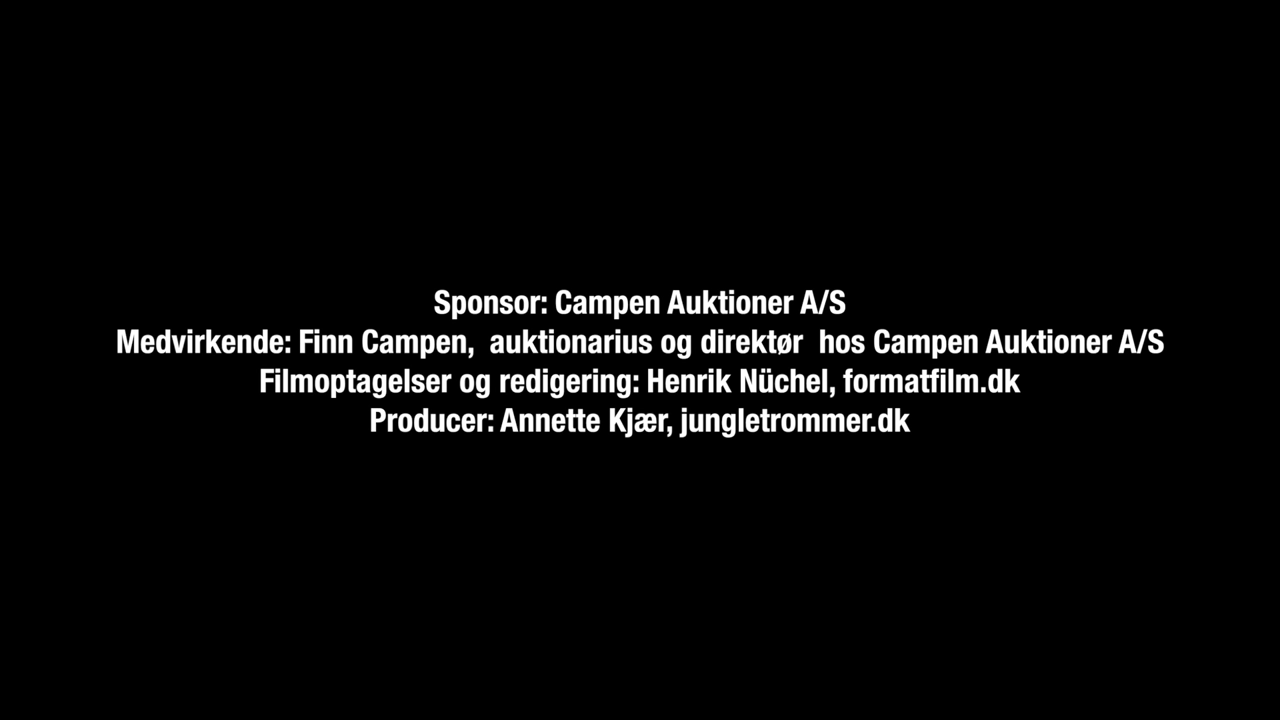 Sponsor: Campen Auktioner A/S
Medvirkende: Finn Campen,  auktionarius og direktør  hos Campen Auktioner A/S
Filmoptagelser og redigering: Henrik Nüchel, formatfilm.dk
Producer: Annette Kjær, jungletrommer.dk